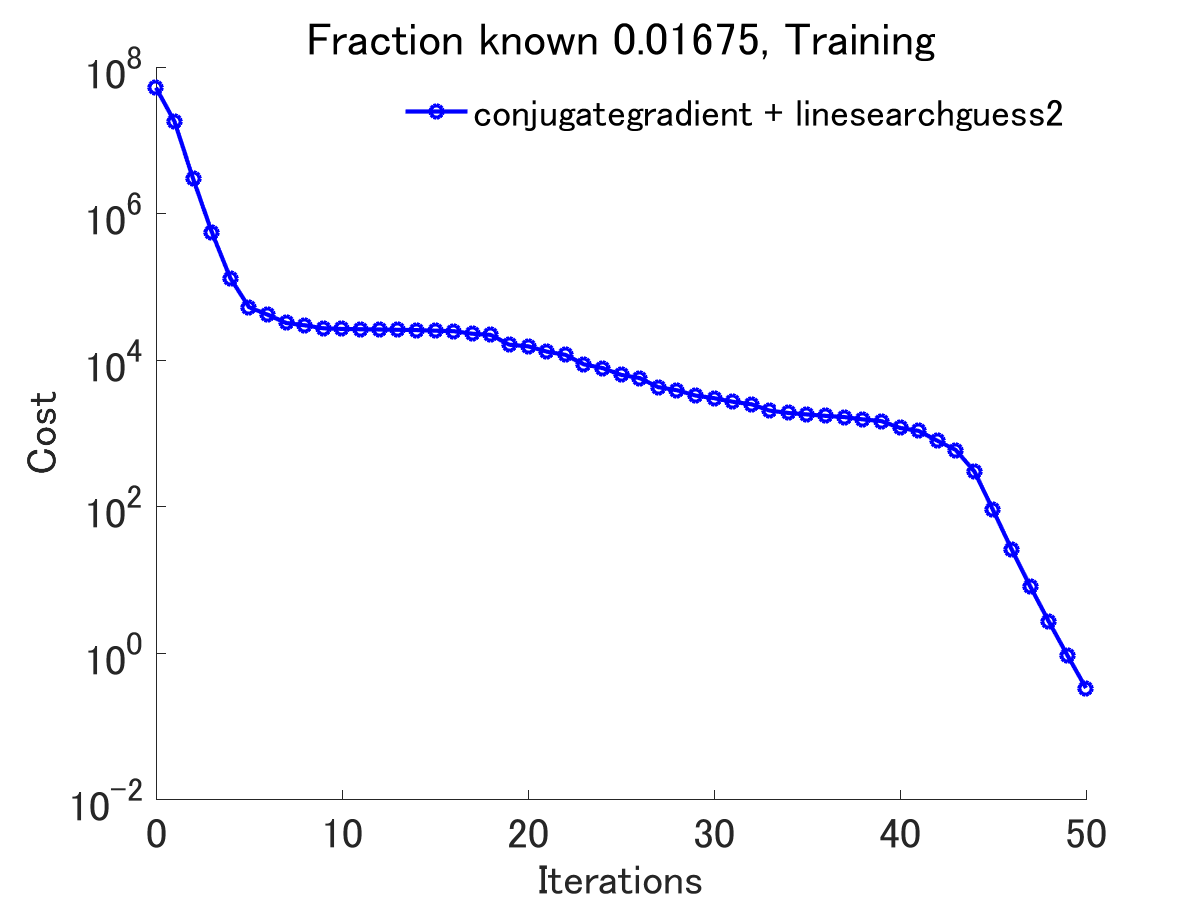 Fraction known 0.01675, Training
conjugategradient + linesearchguess2
10^8
10^6
10^4
10^2
10^0
10^-2
Cost
0 10 20 30 40 50
Iterations